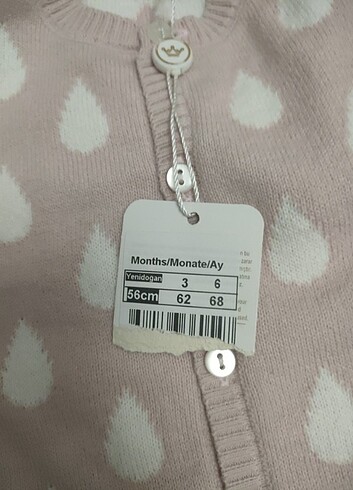 Months/Monate/Ay
Yenidogan 3 6
56cm 62 68